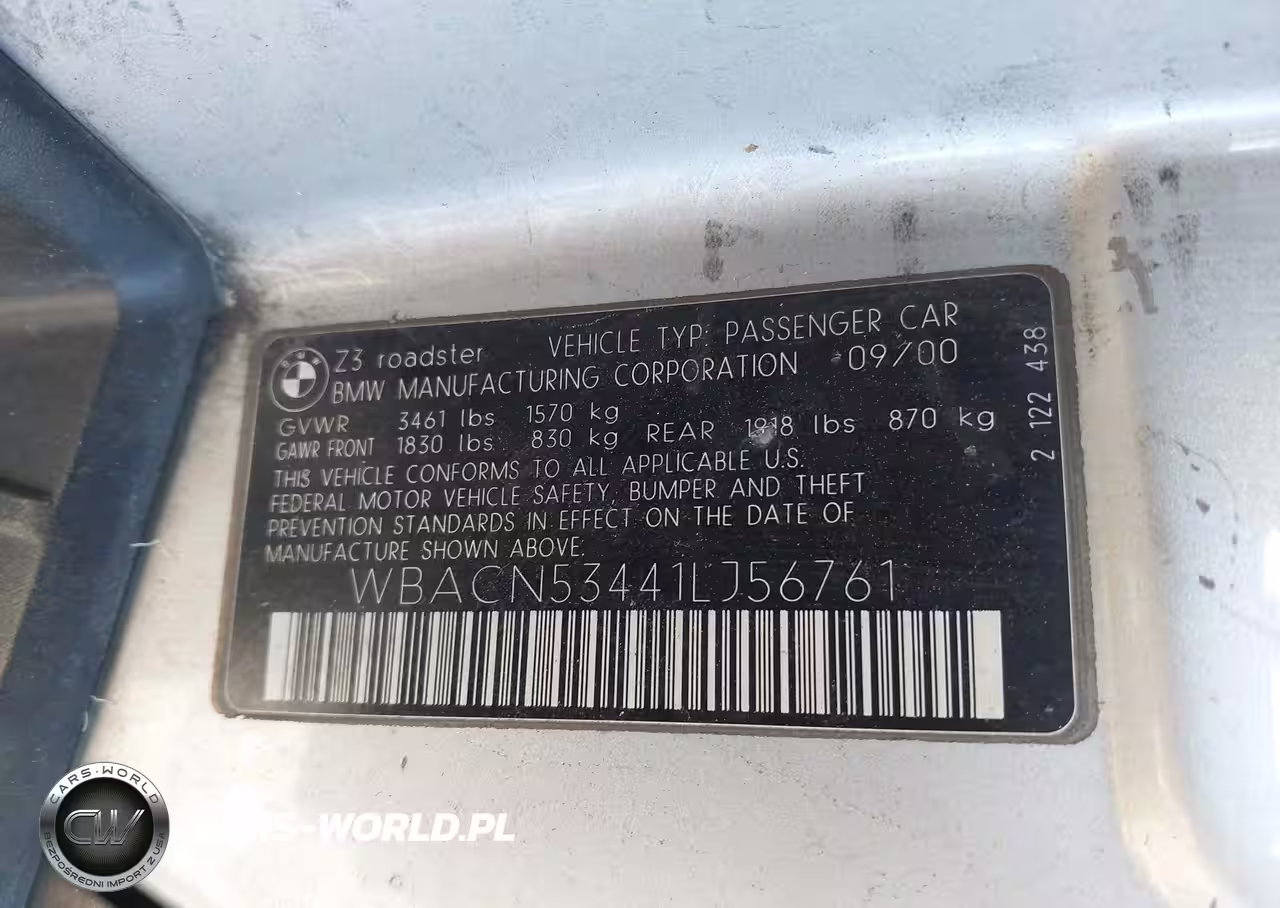 Z3 roadster VEHICLE TYP: PASSENGER CAR
BMW MANUFACTURING CORPORATION 09/00
GVWR 3461 lbs 1570 kg
GAWR FRONT 1830 lbs 830 kg REAR 1918 lbs 870 kg
THIS VEHICLE CONFORMS TO ALL APPLICABLE U.S.
FEDERAL MOTOR VEHICLE SAFETY, BUMPER AND THEFT
PREVENTION STANDARDS IN EFFECT ON THE DATE OF
MANUFACTURE SHOWN ABOVE.
WBACN53441LJ56761
2 122 438
CARS-WORLD
CW
BEZPOŚREDNI IMPORT Z USA
CARS-WORLD.PL